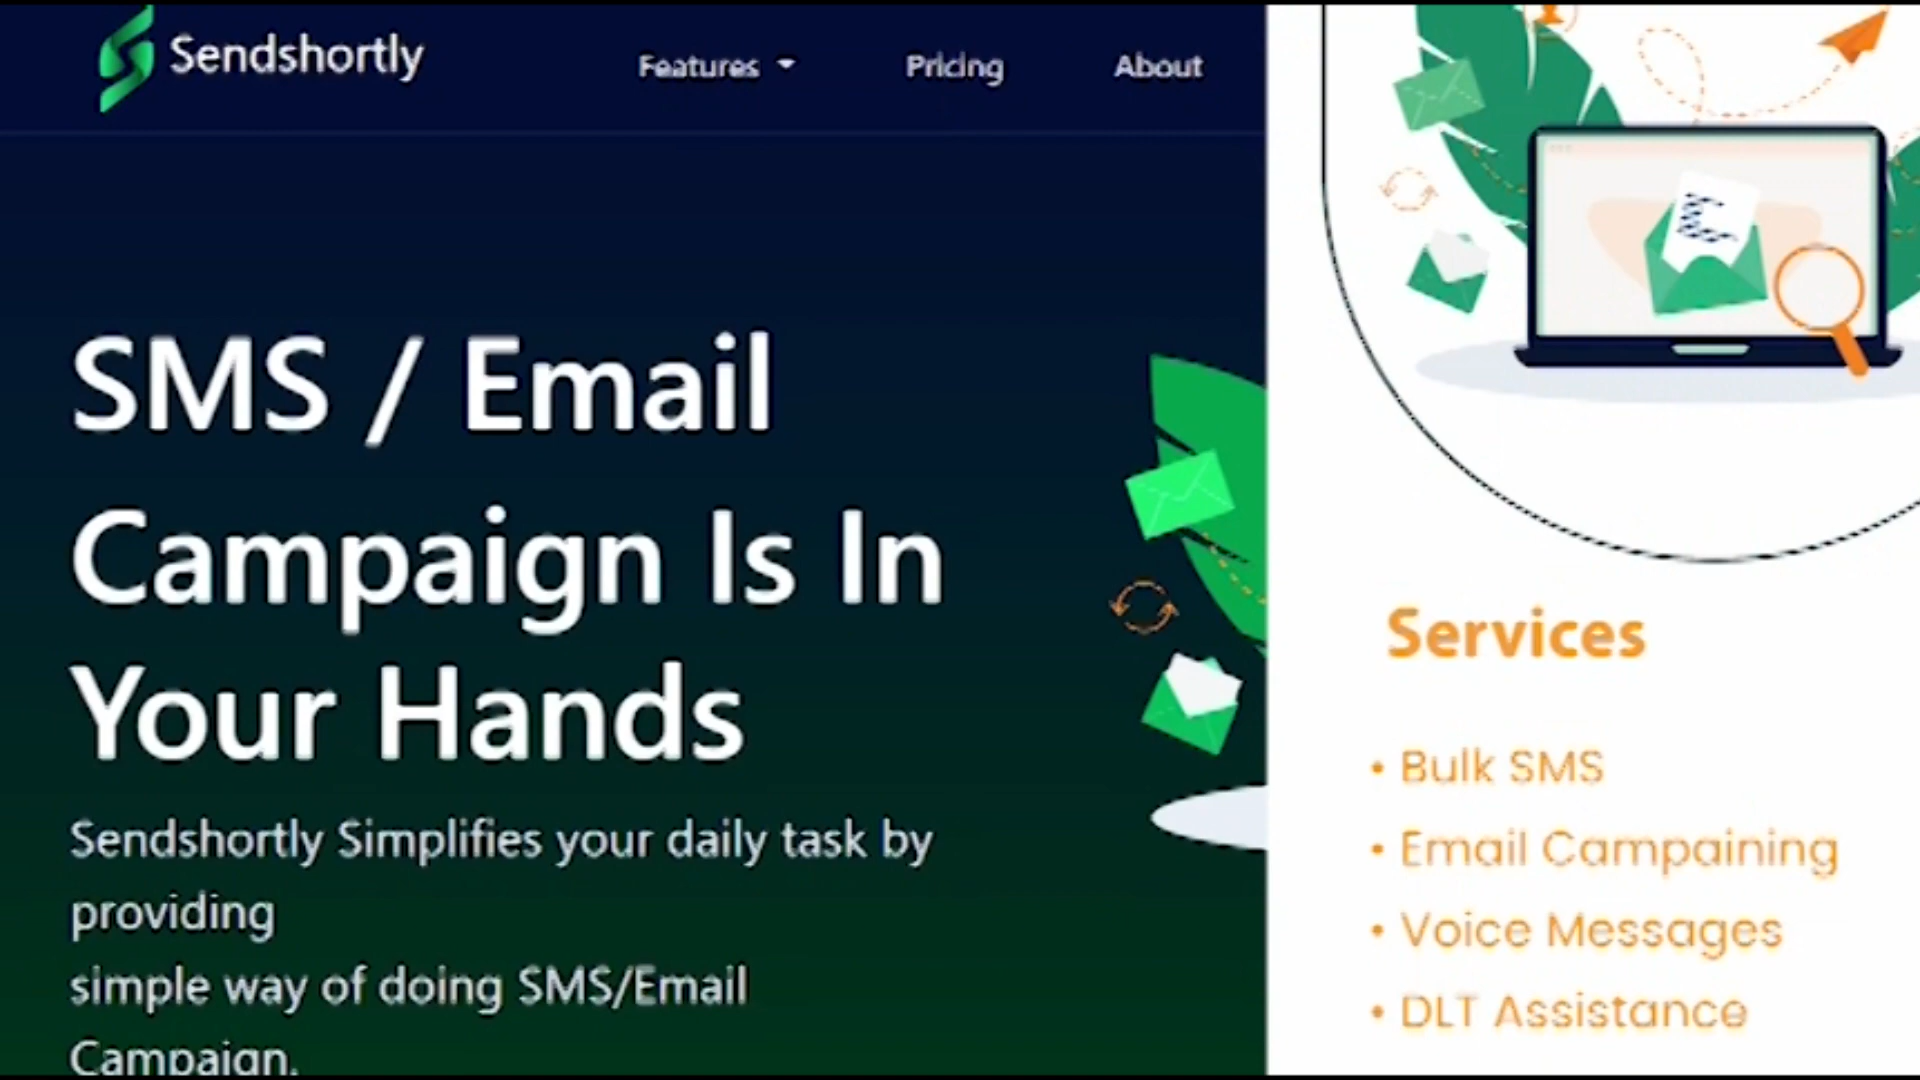 Sendshortly
Features
Pricing
About
SMS / Email
Campaign Is In
Your Hands
Sendshortly Simplifies your daily task by
providing
simple way of doing SMS/Email
Campaign.
Services
• Bulk SMS
• Email Campaining
• Voice Messages
• DLT Assistance